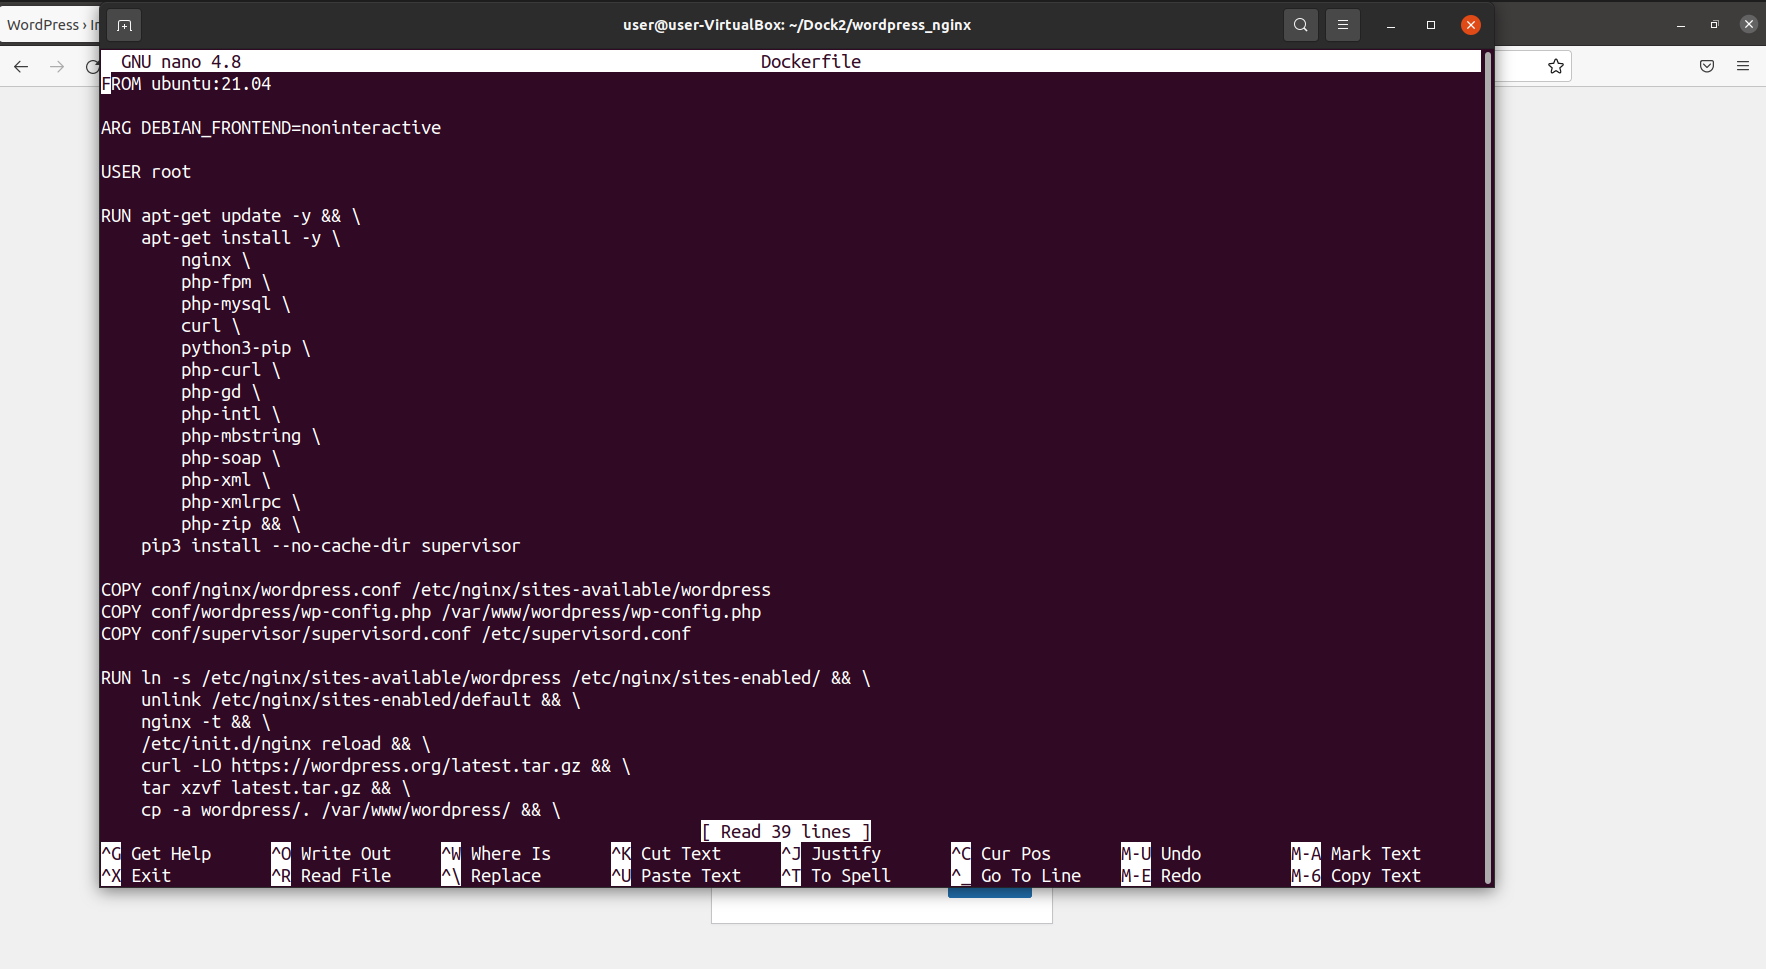 WordPress › In
user@user-VirtualBox: ~/Dock2/wordpress_nginx
GNU nano 4.8 Dockerfile
FROM ubuntu:21.04
ARG DEBIAN_FRONTEND=noninteractive
USER root
RUN apt-get update -y && \
    apt-get install -y \
        nginx \
        php-fpm \
        php-mysql \
        curl \
        python3-pip \
        php-curl \
        php-gd \
        php-intl \
        php-mbstring \
        php-soap \
        php-xml \
        php-xmlrpc \
        php-zip && \
    pip3 install --no-cache-dir supervisor
COPY conf/nginx/wordpress.conf /etc/nginx/sites-available/wordpress
COPY conf/wordpress/wp-config.php /var/www/wordpress/wp-config.php
COPY conf/supervisor/supervisord.conf /etc/supervisord.conf
RUN ln -s /etc/nginx/sites-available/wordpress /etc/nginx/sites-enabled/ && \
    unlink /etc/nginx/sites-enabled/default && \
    nginx -t && \
    /etc/init.d/nginx reload && \
    curl -LO https://wordpress.org/latest.tar.gz && \
    tar xzvf latest.tar.gz && \
    cp -a wordpress/. /var/www/wordpress/ && \
[ Read 39 lines ]
^G Get Help ^O Write Out ^W Where Is ^K Cut Text ^J Justify ^C Cur Pos M-U Undo M-A Mark Text
^X Exit ^R Read File ^\ Replace ^U Paste Text ^T To Spell ^_ Go To Line M-E Redo M-6 Copy Text